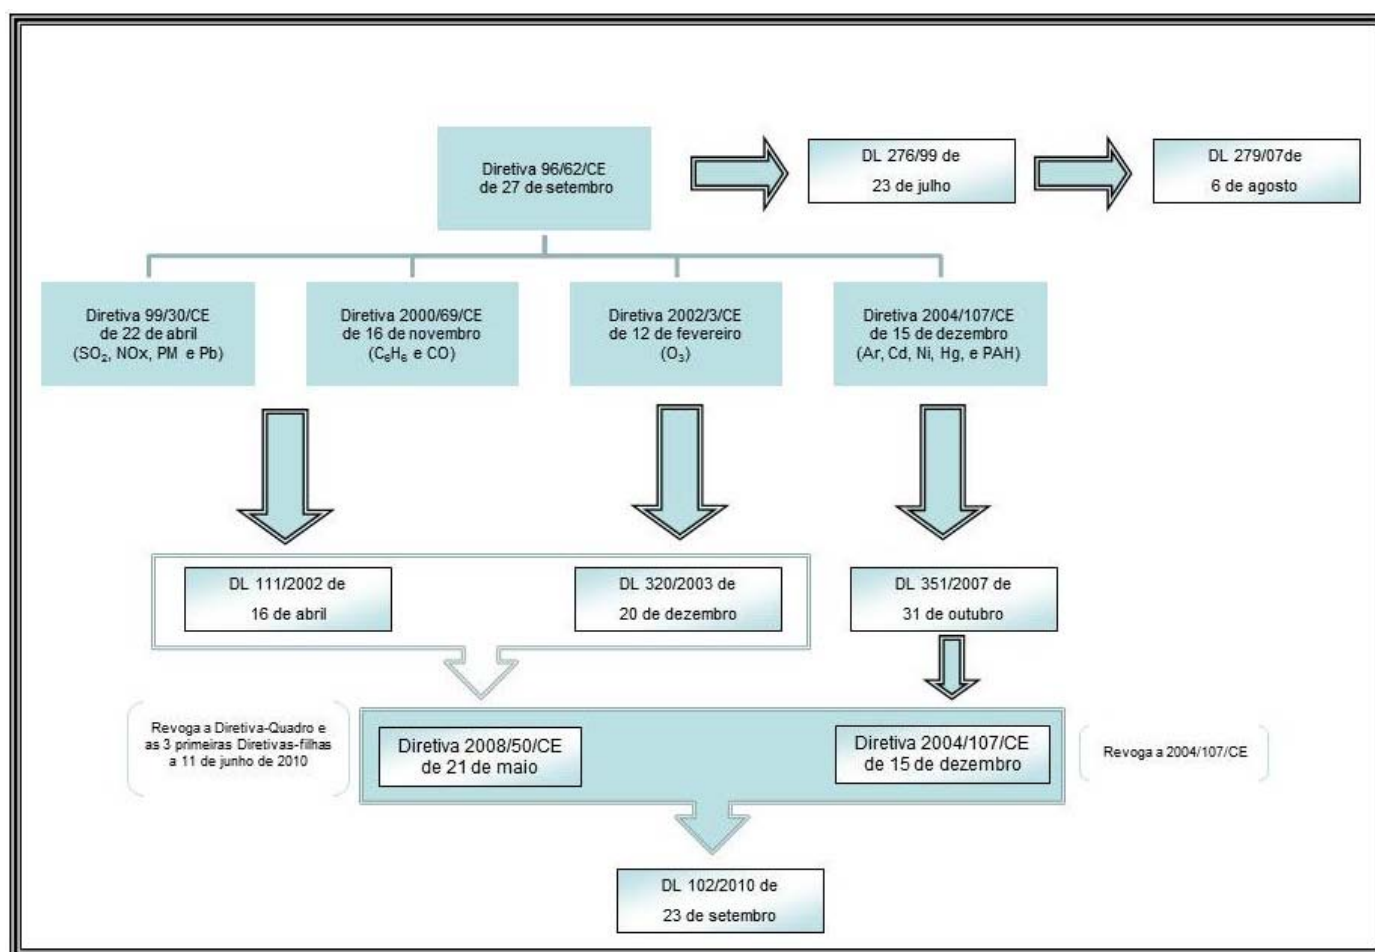 Diretiva 96/62/CE
de 27 de setembro
DL 276/99 de
23 de julho
DL 279/07de
6 de agosto
Diretiva 99/30/CE
de 22 de abril
(SO₂, NOx, PM e Pb)
Diretiva 2000/69/CE
de 16 de novembro
(C₆H₆ e CO)
Diretiva 2002/3/CE
de 12 de fevereiro
(O₃)
Diretiva 2004/107/CE
de 15 de dezembro
(Ar, Cd, Ni, Hg, e PAH)
DL 111/2002 de
16 de abril
DL 320/2003 de
20 de dezembro
DL 351/2007 de
31 de outubro
Revoga a Diretiva-Quadro e
as 3 primeiras Diretivas-filhas
a 11 de junho de 2010
Diretiva 2008/50/CE
de 21 de maio
Diretiva 2004/107/CE
de 15 de dezembro
Revoga a 2004/107/CE
DL 102/2010 de
23 de setembro